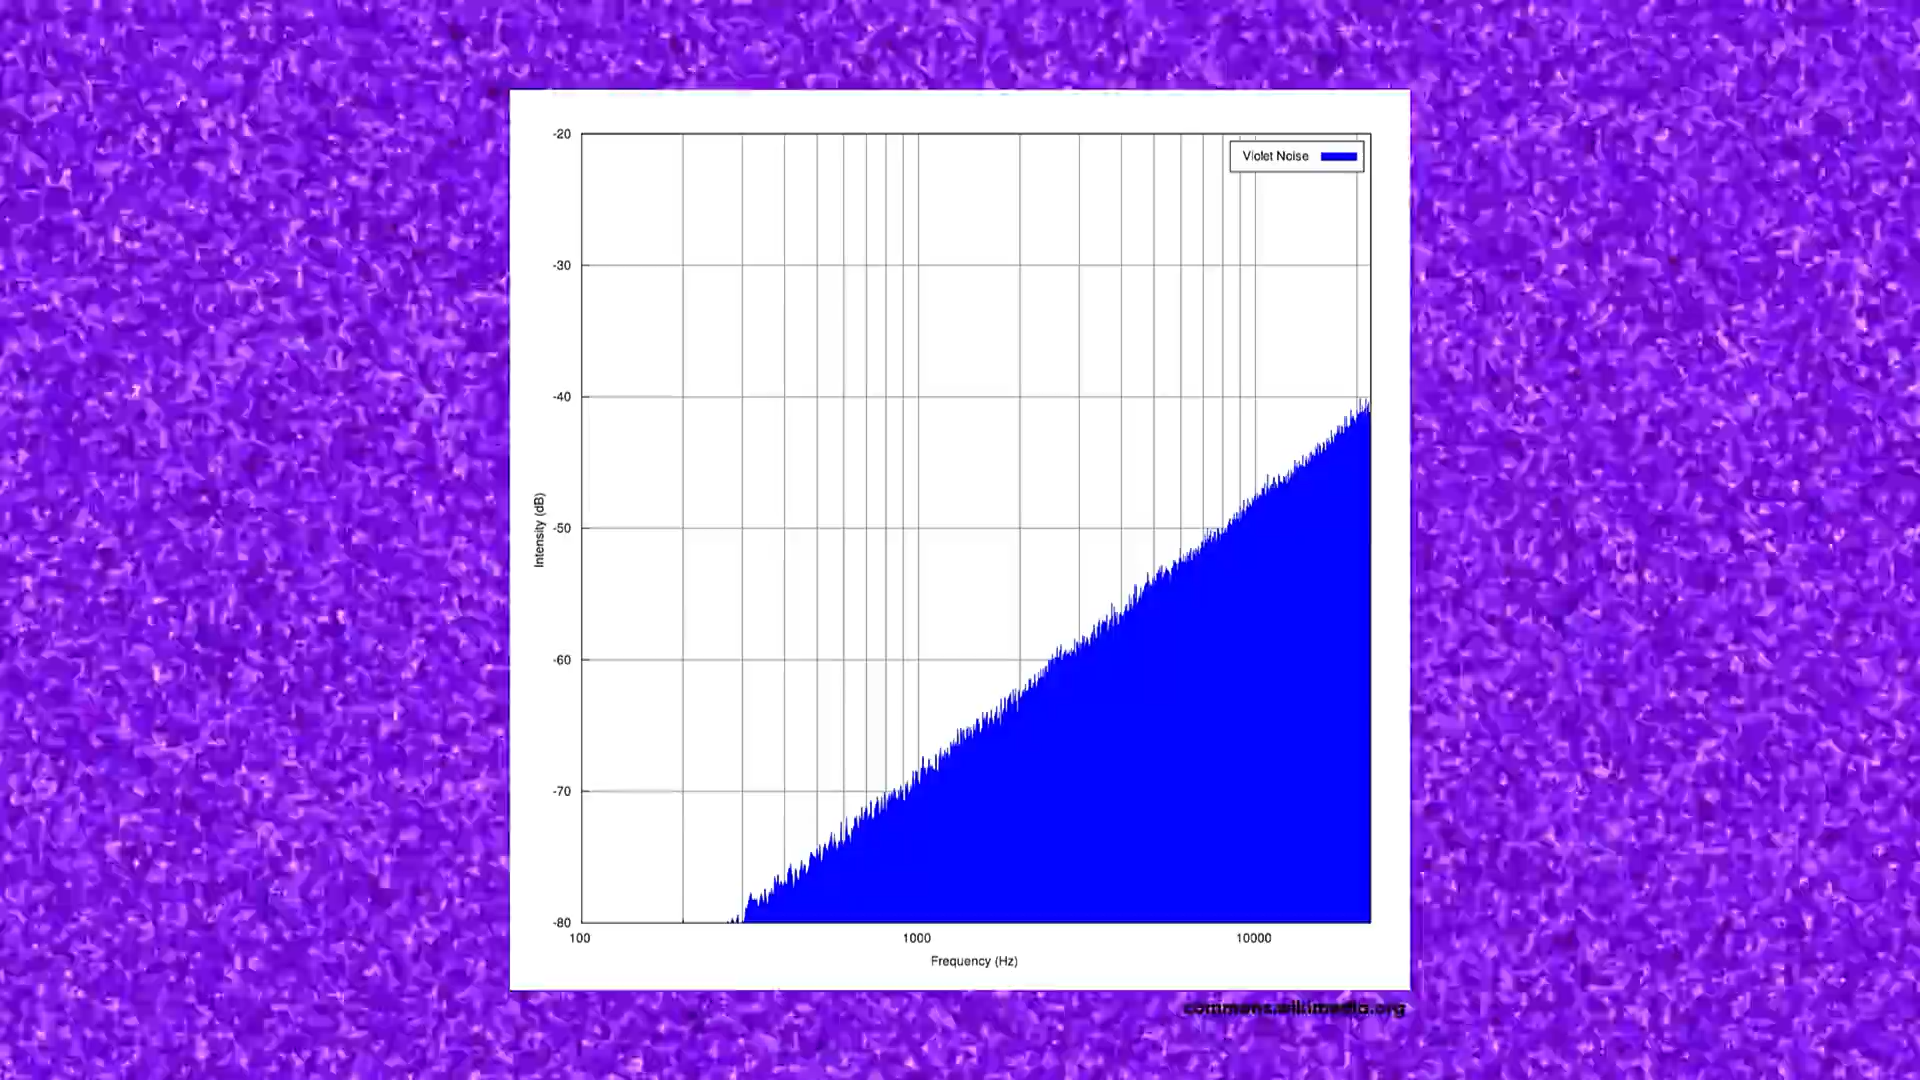 -20
Violet Noise
-30
-40
-50
Intensity (dB)
-60
-70
-80
100 1000 10000
Frequency (Hz)
commons.wikimedia.org